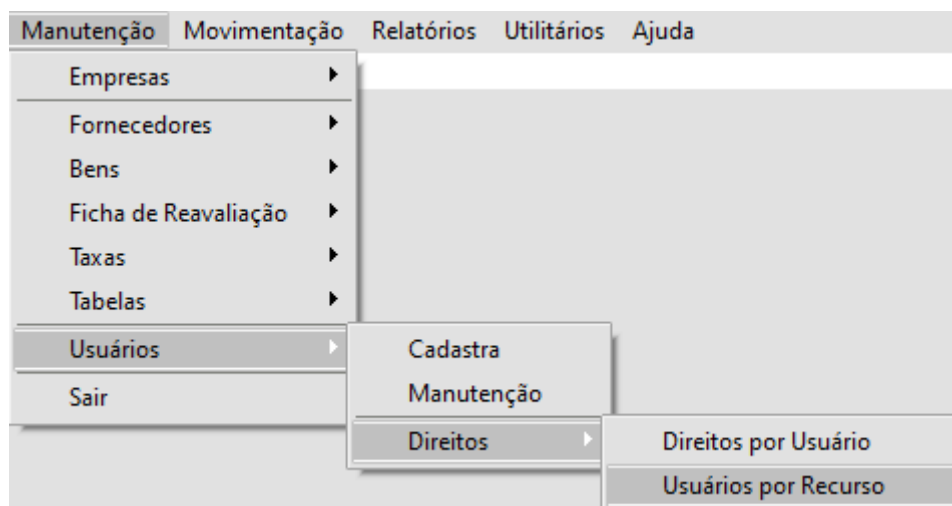 Manutenção Movimentação Relatórios Utilitários Ajuda
Empresas
Fornecedores
Bens
Ficha de Reavaliação
Taxas
Tabelas
Usuários
Sair
Cadastra
Manutenção
Direitos
Direitos por Usuário
Usuários por Recurso